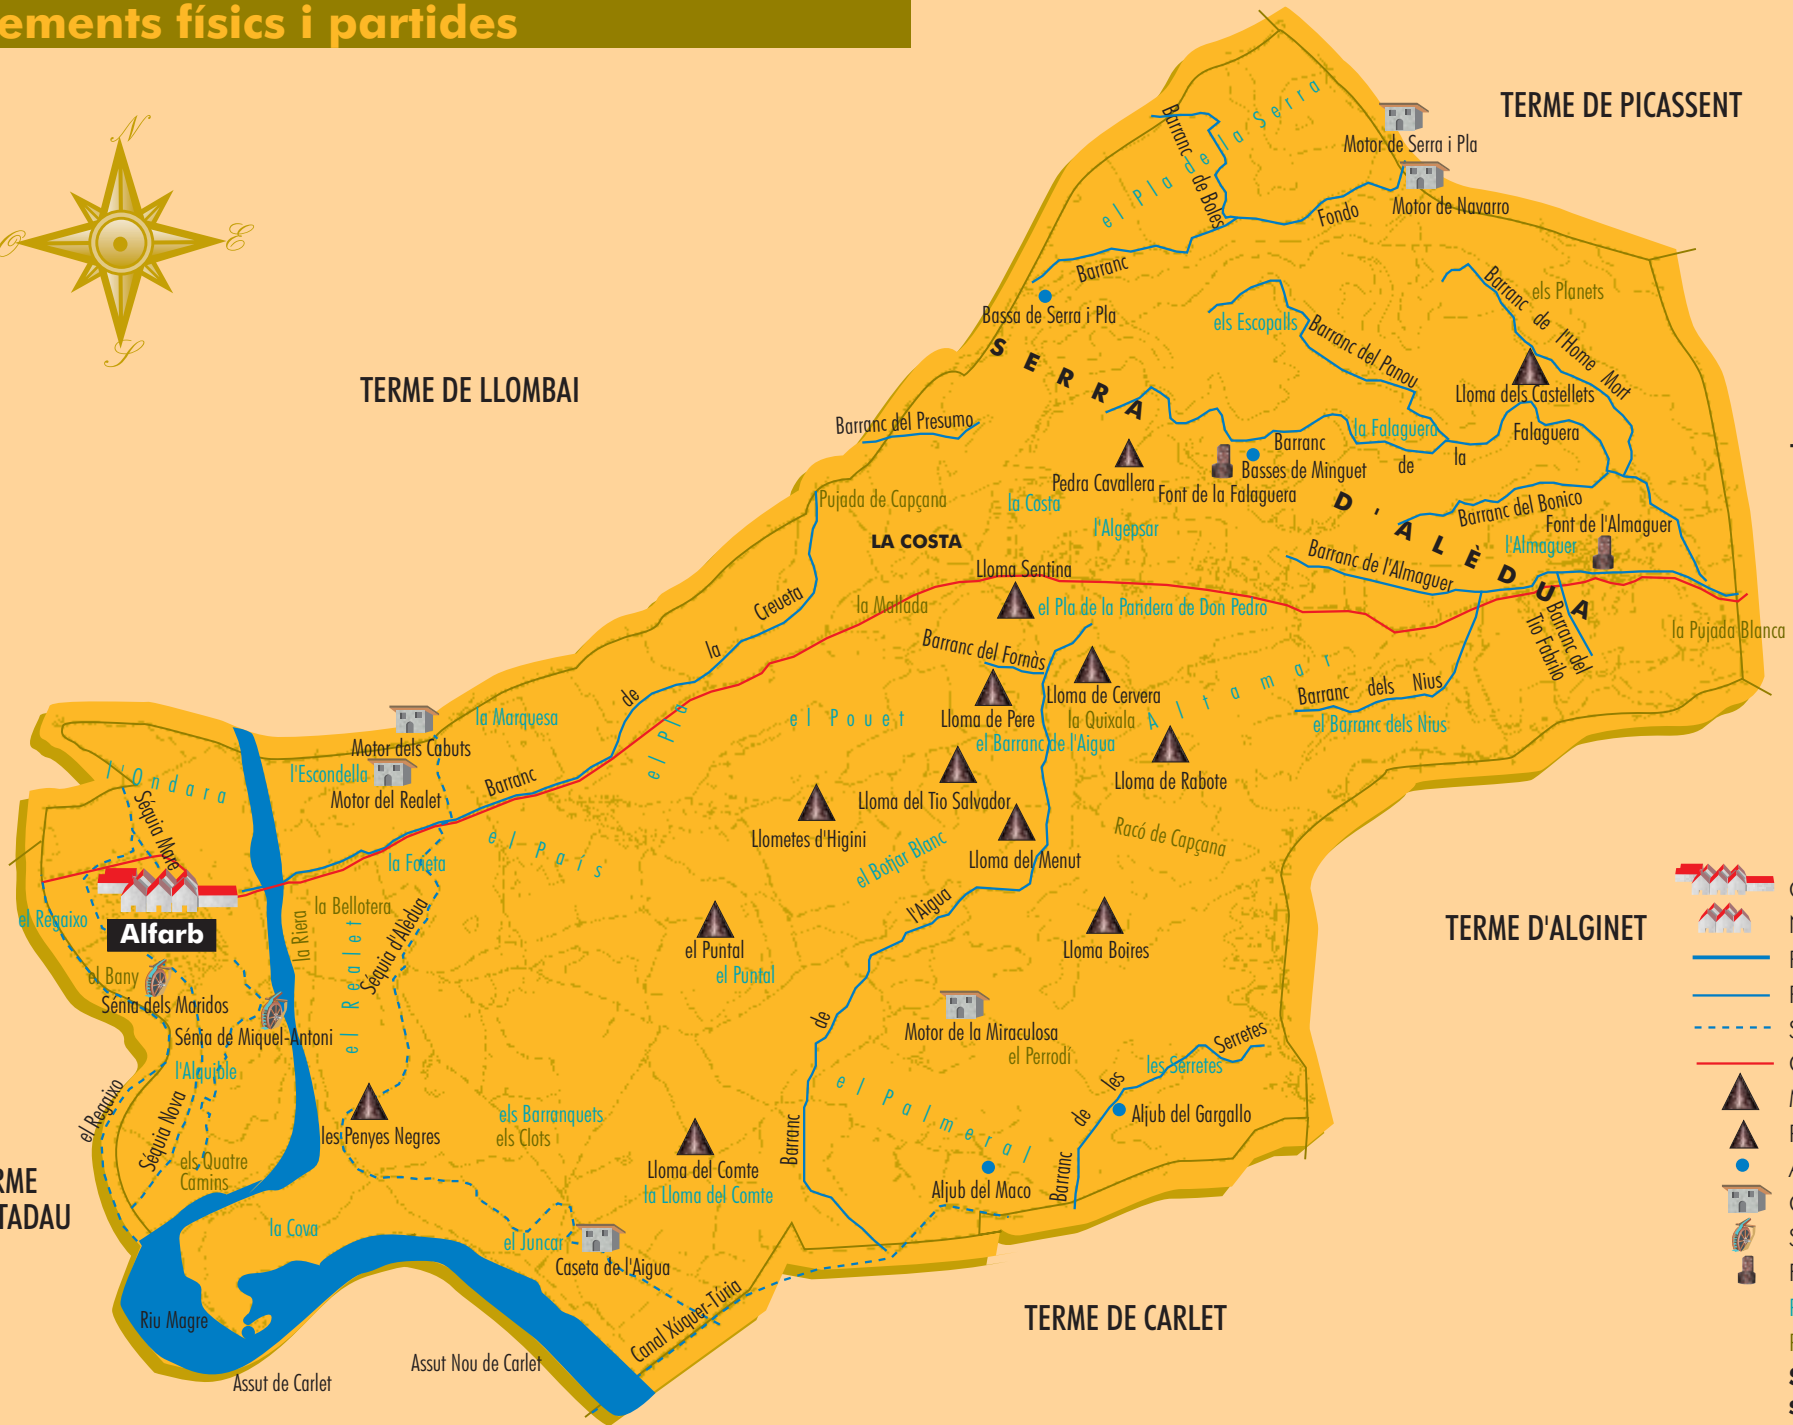 ements físics i partides
N
E
S
O
TERME DE PICASSENT
TERME DE LLOMBAI
TERME D'ALGINET
TERME DE CARLET
RME
TADAU
el Pla de la Serra
Barranc de Boles
Motor de Serra i Pla
Motor de Navarro
Barranc Fondo
Bassa de Serra i Pla
els Planets
Barranc de l'Home Mort
els Escopalls
Barranc del Panou
Lloma dels Castellets
SERRA D'ALÈDUA
Barranc del Presumo
Barranc de la Falaguera
la Falaguera
Pedra Cavallera
Basses de Minguet
Font de la Falaguera
Pujada de Capçana
la Costa
l'Algepsar
LA COSTA
Barranc del Bonico
Font de l'Almaguer
l'Almaguer
Barranc de l'Almaguer
Lloma Sentina
la Mallada
el Pla de la Paridera de Don Pedro
Barranc del
Tio Fabrilo
la Pujada Blanca
Barranc de la Creueta
Barranc del Fornàs
Lloma de Cervera
Lloma de Pere
la Quixala
Altamar
Barranc dels Nius
el Barranc dels Nius
el Barranc de l'Aigua
la Marquesa
el Pla
el Pouet
Motor dels Cabuts
l'Escondella
Motor del Realet
l'Ondara
Séquia Mare
Lloma de Rabote
Lloma del Tio Salvador
Llometes d'Higini
Lloma del Menut
Racó de Capçana
el Botjar Blanc
el País
la Foieta
la Bellotera
la Riera
el Realet
Séquia d'Alèdua
el Regaixo
Alfarb
el Bany
Sénia dels Maridos
Sénia de Miquel-Antoni
l'Aljuible
el Puntal
el Puntal
Barranc de l'Aigua
Lloma Boires
Motor de la Miraculosa
el Perrodi
les Serretes
Barranc de les Serretes
Aljub del Gargallo
el Palmeral
Aljub del Maco
el Regaixo
Séquia Nova
les Penyes Negres
els Barranquets
els Clots
els Quatre
Camins
Lloma del Comte
la Lloma del Comte
la Cova
el Juncar
Caseta de l'Aigua
Canal Xúquer-Túria
Riu Magre
Assut de Carlet
Assut Nou de Carlet